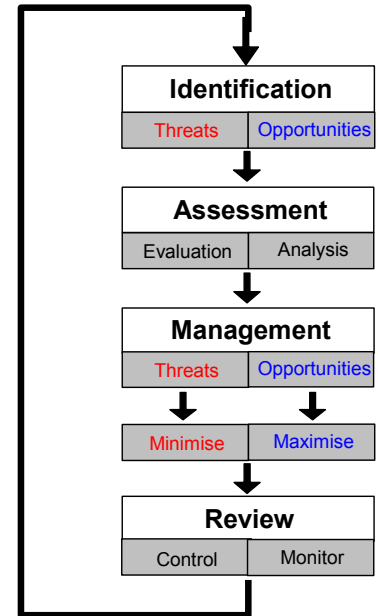 Identification
Threats Opportunities
Assessment
Evaluation Analysis
Management
Threats Opportunities
Minimise Maximise
Review
Control Monitor